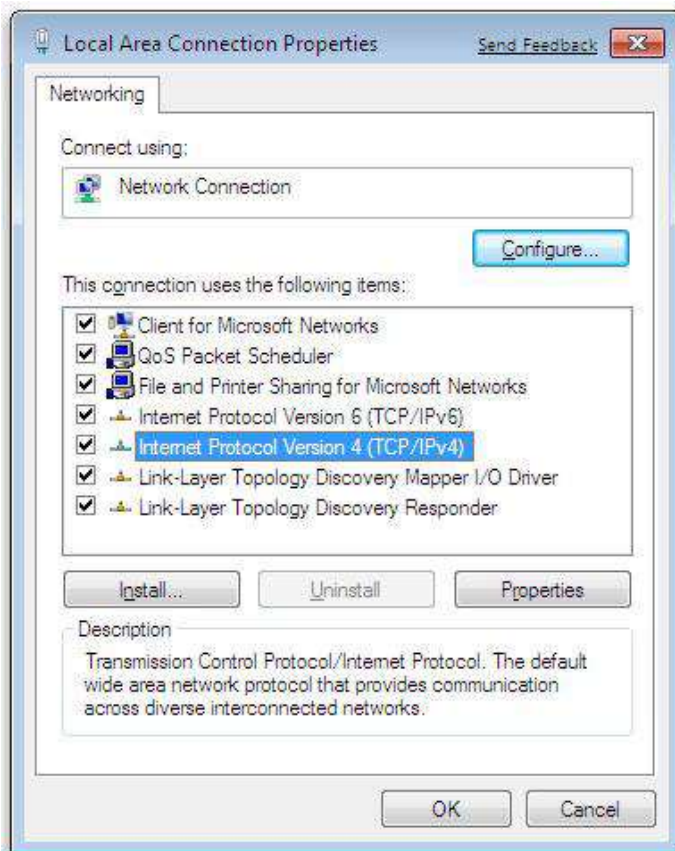 Local Area Connection Properties Send Feedback
Networking
Connect using:
Network Connection
Configure...
This connection uses the following items:
Client for Microsoft Networks
QoS Packet Scheduler
File and Printer Sharing for Microsoft Networks
Internet Protocol Version 6 (TCP/IPv6)
Internet Protocol Version 4 (TCP/IPv4)
Link-Layer Topology Discovery Mapper I/O Driver
Link-Layer Topology Discovery Responder
Install... Uninstall Properties
Description
Transmission Control Protocol/Internet Protocol. The default
wide area network protocol that provides communication
across diverse interconnected networks.
OK Cancel